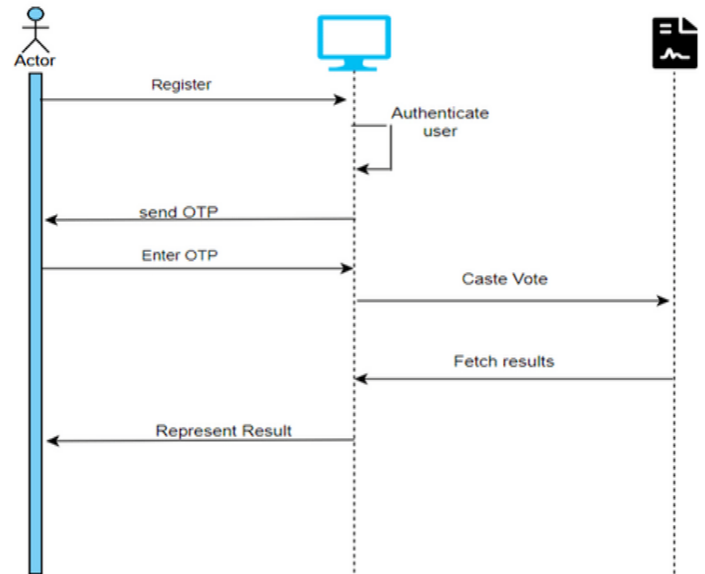 Actor
Register
Authenticate
user
send OTP
Enter OTP
Caste Vote
Fetch results
Represent Result